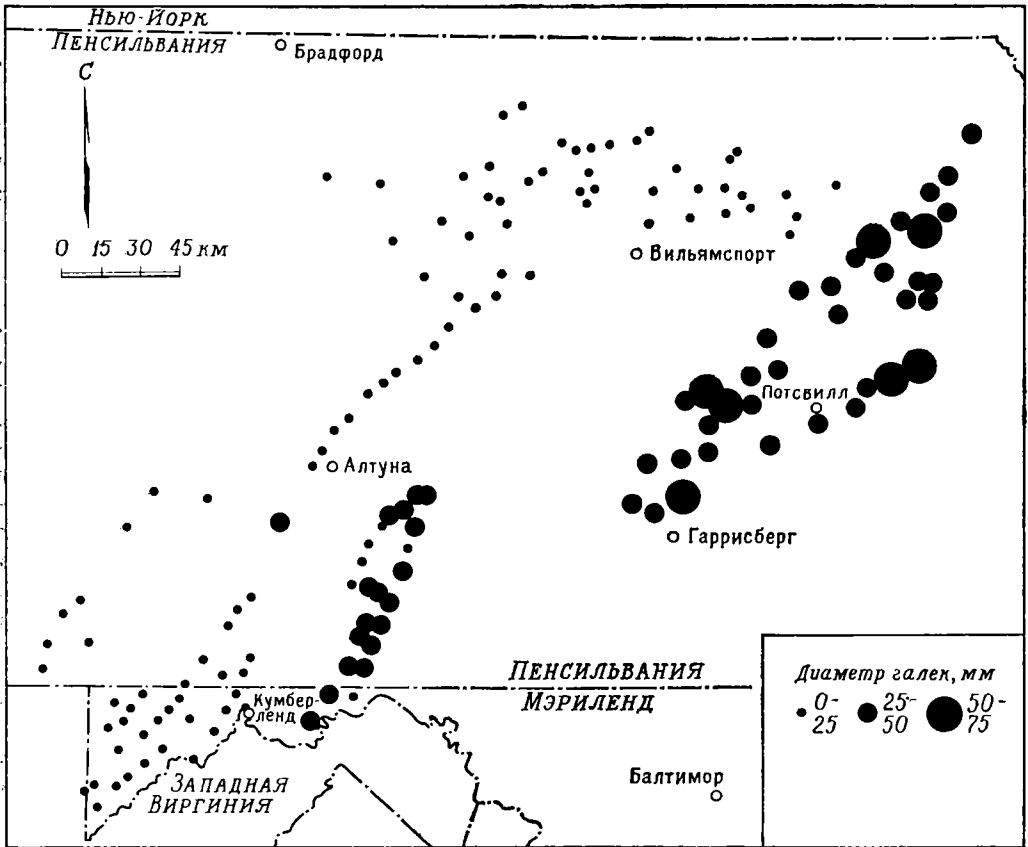 НЬЮ-ЙОРК
ПЕНСИЛЬВАНИЯ
Брадфорд
С
0 15 30 45 км
Вильямспорт
Потсвилл
Алтуна
Гаррисберг
ПЕНСИЛЬВАНИЯ
МЭРИЛЕНД
Кумбер-
ленд
ЗАПАДНАЯ
ВИРГИНИЯ
Балтимор
Диаметр галек, мм
0- 25- 50-
25 50 75